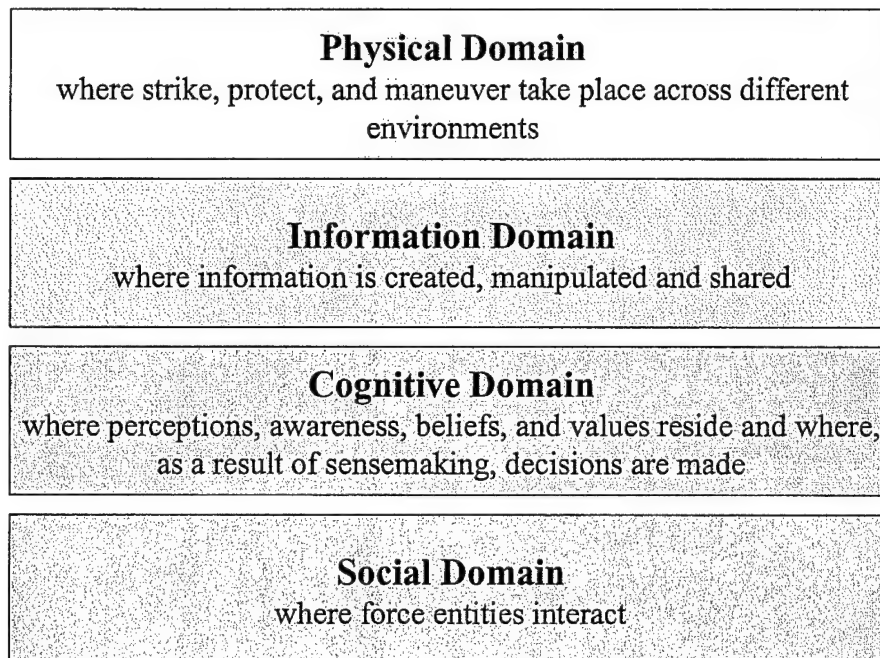 Physical Domain
where strike, protect, and maneuver take place across different
environments
Information Domain
where information is created, manipulated and shared
Cognitive Domain
where perceptions, awareness, beliefs, and values reside and where,
as a result of sensemaking, decisions are made
Social Domain
where force entities interact